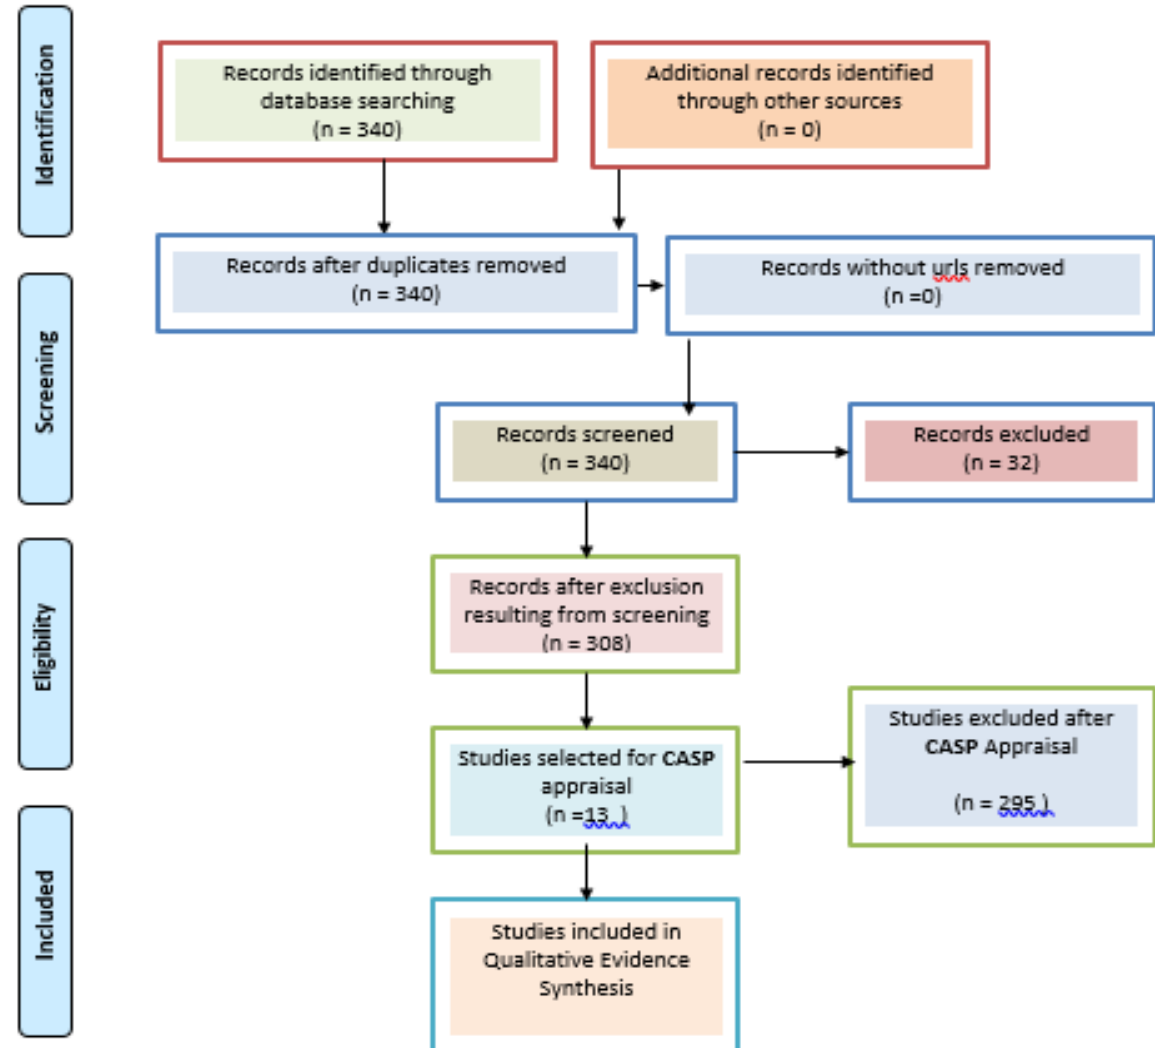 Identification
Records identified through
database searching
(n = 340)
Additional records identified
through other sources
(n = 0)
Screening
Records after duplicates removed
(n = 340)
Records without urls removed
(n =0)
Records screened
(n = 340)
Records excluded
(n = 32)
Eligibility
Records after exclusion
resulting from screening
(n = 308)
Studies selected for CASP
appraisal
(n =13 )
Studies excluded after
CASP Appraisal
(n = 295 )
Included
Studies included in
Qualitative Evidence
Synthesis